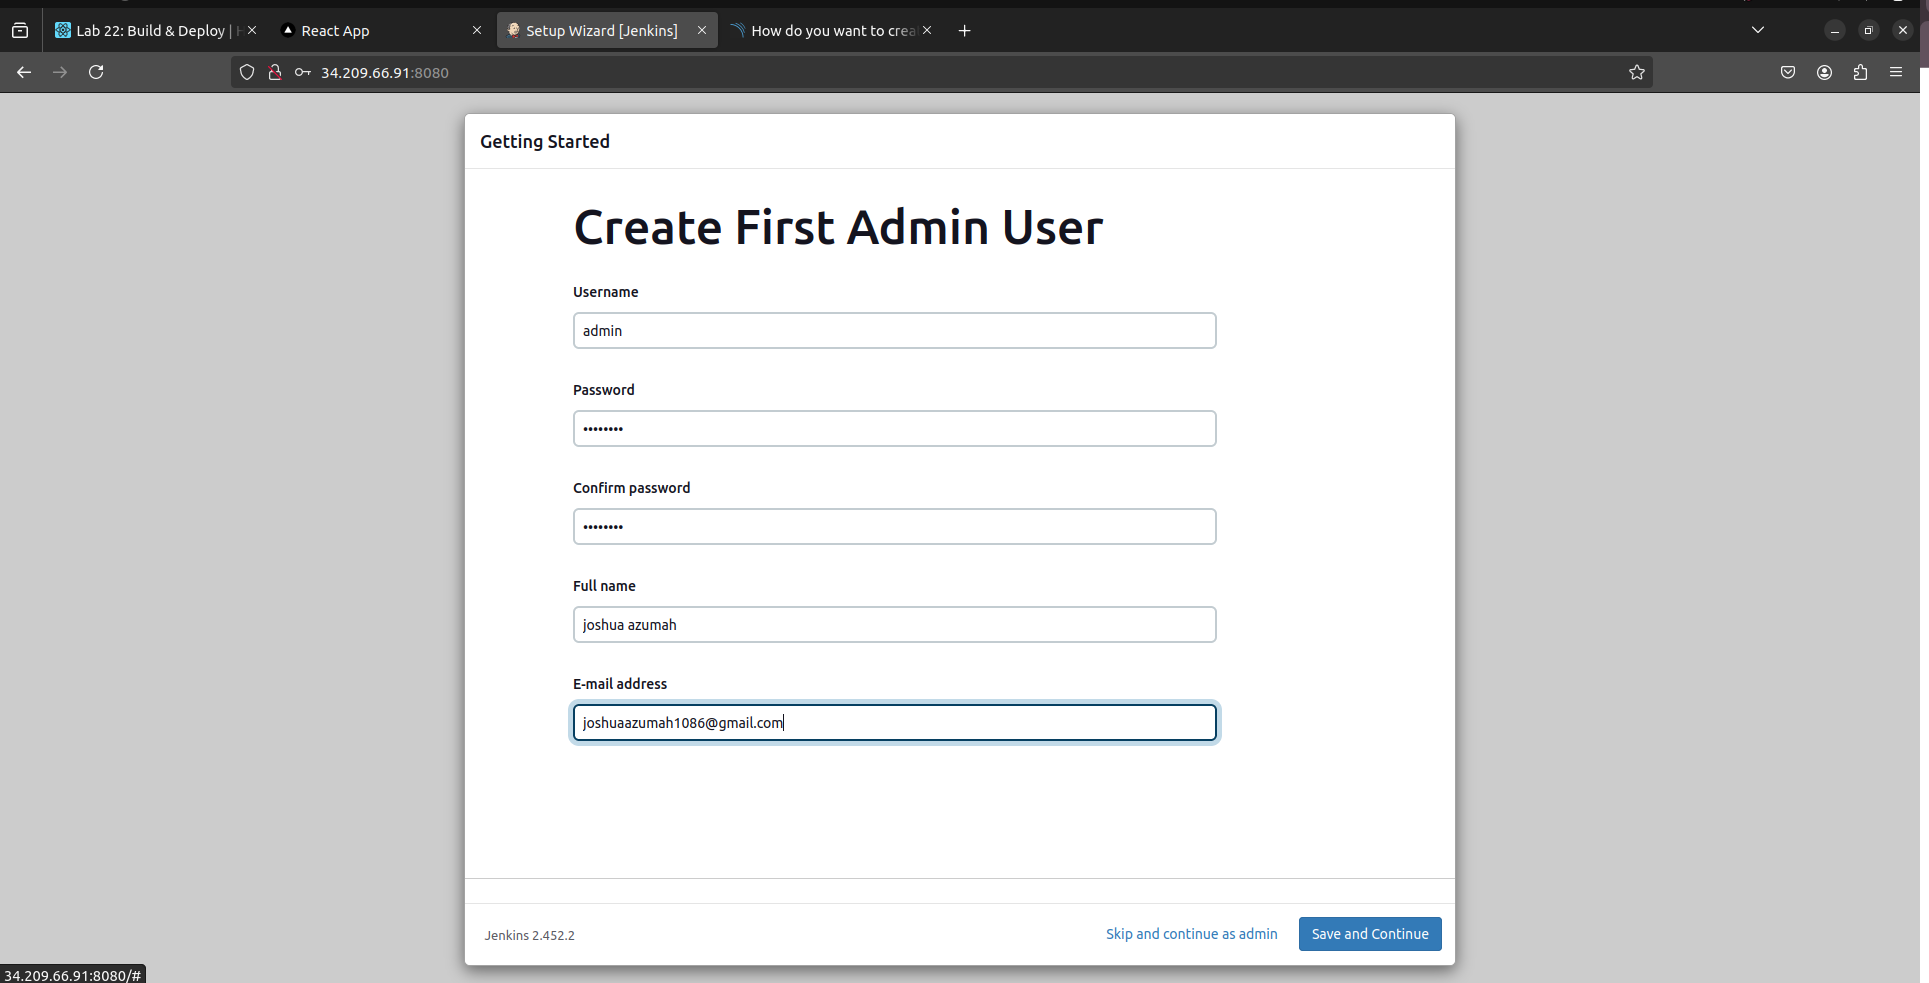 Lab 22: Build & Deploy |
React App
Setup Wizard [Jenkins]
How do you want to crea
34.209.66.91:8080
Getting Started
Create First Admin User
Username
admin
Password
••••••••
Confirm password
••••••••
Full name
joshua azumah
E-mail address
joshuaazumah1086@gmail.com
Jenkins 2.452.2
Skip and continue as admin
Save and Continue
34.209.66.91:8080/#